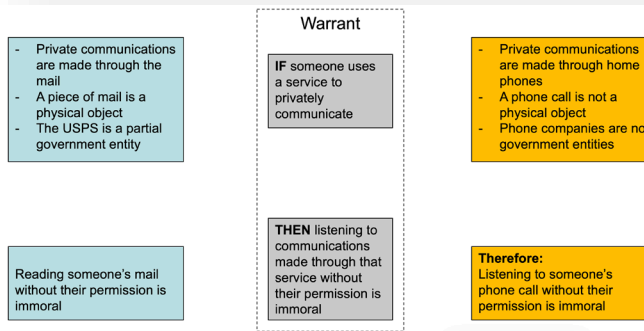 Warrant
- Private communications
are made through the
mail
- A piece of mail is a
physical object
- The USPS is a partial
government entity
IF someone uses
a service to
privately
communicate
- Private communications
are made through home
phones
- A phone call is not a
physical object
- Phone companies are no
government entities
Reading someone's mail
without their permission is
immoral
THEN listening to
communications
made through that
service without
their permission is
immoral
Therefore:
Listening to someone's
phone call without their
permission is immoral